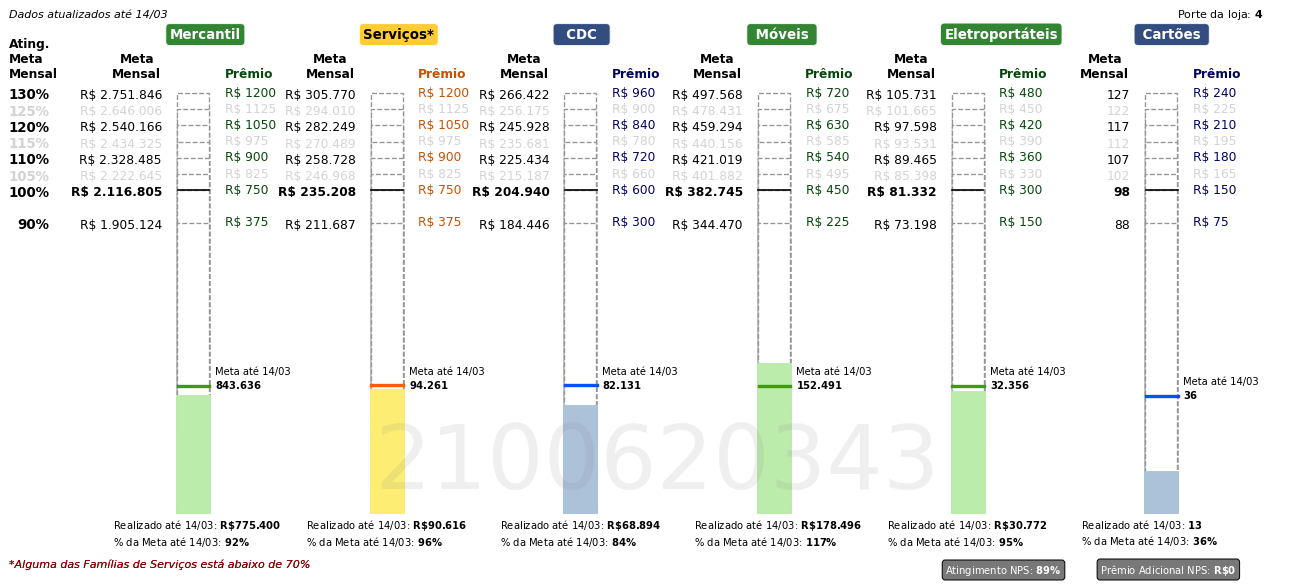 Dados atualizados até 14/03
Porte da loja: 4
Mercantil Serviços* CDC Móveis Eletroportáteis Cartões
Ating. Meta Mensal
Meta Mensal Prêmio Meta Mensal Prêmio Meta Mensal Prêmio Meta Mensal Prêmio Meta Mensal Prêmio Meta Mensal Prêmio
130% R$ 2.751.846 R$ 1200 R$ 305.770 R$ 1200 R$ 266.422 R$ 960 R$ 497.568 R$ 720 R$ 105.731 R$ 480 127 R$ 240
125% R$ 2.646.006 R$ 1125 R$ 294.010 R$ 1125 R$ 256.175 R$ 900 R$ 478.431 R$ 675 R$ 101.665 R$ 450 122 R$ 225
120% R$ 2.540.166 R$ 1050 R$ 282.249 R$ 1050 R$ 245.928 R$ 840 R$ 459.294 R$ 630 R$ 97.598 R$ 420 117 R$ 210
115% R$ 2.434.325 R$ 975 R$ 270.489 R$ 975 R$ 235.681 R$ 780 R$ 440.156 R$ 585 R$ 93.531 R$ 390 112 R$ 195
110% R$ 2.328.485 R$ 900 R$ 258.728 R$ 900 R$ 225.434 R$ 720 R$ 421.019 R$ 540 R$ 89.465 R$ 360 107 R$ 180
105% R$ 2.222.645 R$ 825 R$ 246.968 R$ 825 R$ 215.187 R$ 660 R$ 401.882 R$ 495 R$ 85.398 R$ 330 102 R$ 165
100% R$ 2.116.805 R$ 750 R$ 235.208 R$ 750 R$ 204.940 R$ 600 R$ 382.745 R$ 450 R$ 81.332 R$ 300 98 R$ 150
90% R$ 1.905.124 R$ 375 R$ 211.687 R$ 375 R$ 184.446 R$ 300 R$ 344.470 R$ 225 R$ 73.198 R$ 150 88 R$ 75
Meta até 14/03 Meta até 14/03 Meta até 14/03 Meta até 14/03 Meta até 14/03 Meta até 14/03
843.636 94.261 82.131 152.491 32.356 36
2100620343
Realizado até 14/03: R$775.400 Realizado até 14/03: R$90.616 Realizado até 14/03: R$68.894 Realizado até 14/03: R$178.496 Realizado até 14/03: R$30.772 Realizado até 14/03: 13
% da Meta até 14/03: 92% % da Meta até 14/03: 96% % da Meta até 14/03: 84% % da Meta até 14/03: 117% % da Meta até 14/03: 95% % da Meta até 14/03: 36%
*Alguma das Famílias de Serviços está abaixo de 70%
Atingimento NPS: 89% Prêmio Adicional NPS: R$0